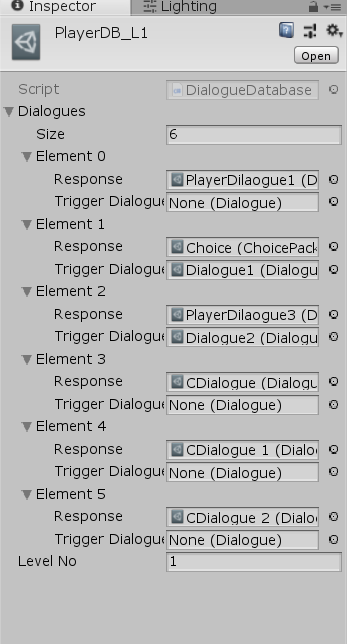 Inspector Lighting
PlayerDB_L1
Open
Script DialogueDatabase
Dialogues
Size 6
Element 0
Response PlayerDilaogue1 (D
Trigger Dialogue None (Dialogue)
Element 1
Response Choice (ChoicePack
Trigger Dialogue Dialogue1 (Dialogu
Element 2
Response PlayerDilaogue3 (D
Trigger Dialogue Dialogue2 (Dialogu
Element 3
Response CDialogue (Dialogu
Trigger Dialogue None (Dialogue)
Element 4
Response CDialogue 1 (Dialo
Trigger Dialogue None (Dialogue)
Element 5
Response CDialogue 2 (Dialo
Trigger Dialogue None (Dialogue)
Level No 1